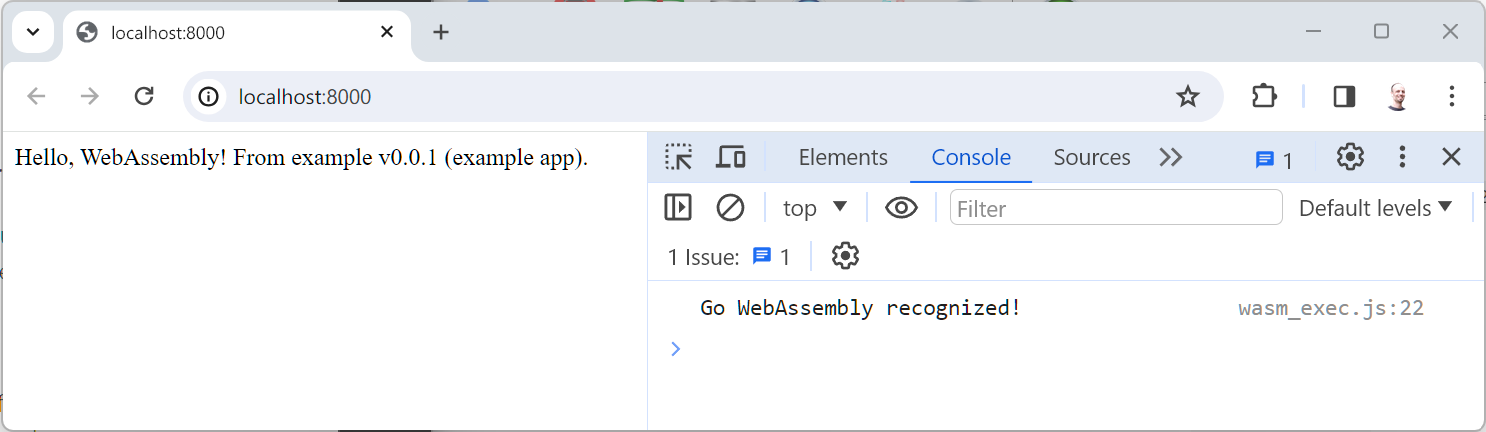 localhost:8000
localhost:8000
Hello, WebAssembly! From example v0.0.1 (example app).
Elements Console Sources 1
top Filter Default levels
1 Issue: 1
Go WebAssembly recognized! wasm_exec.js:22